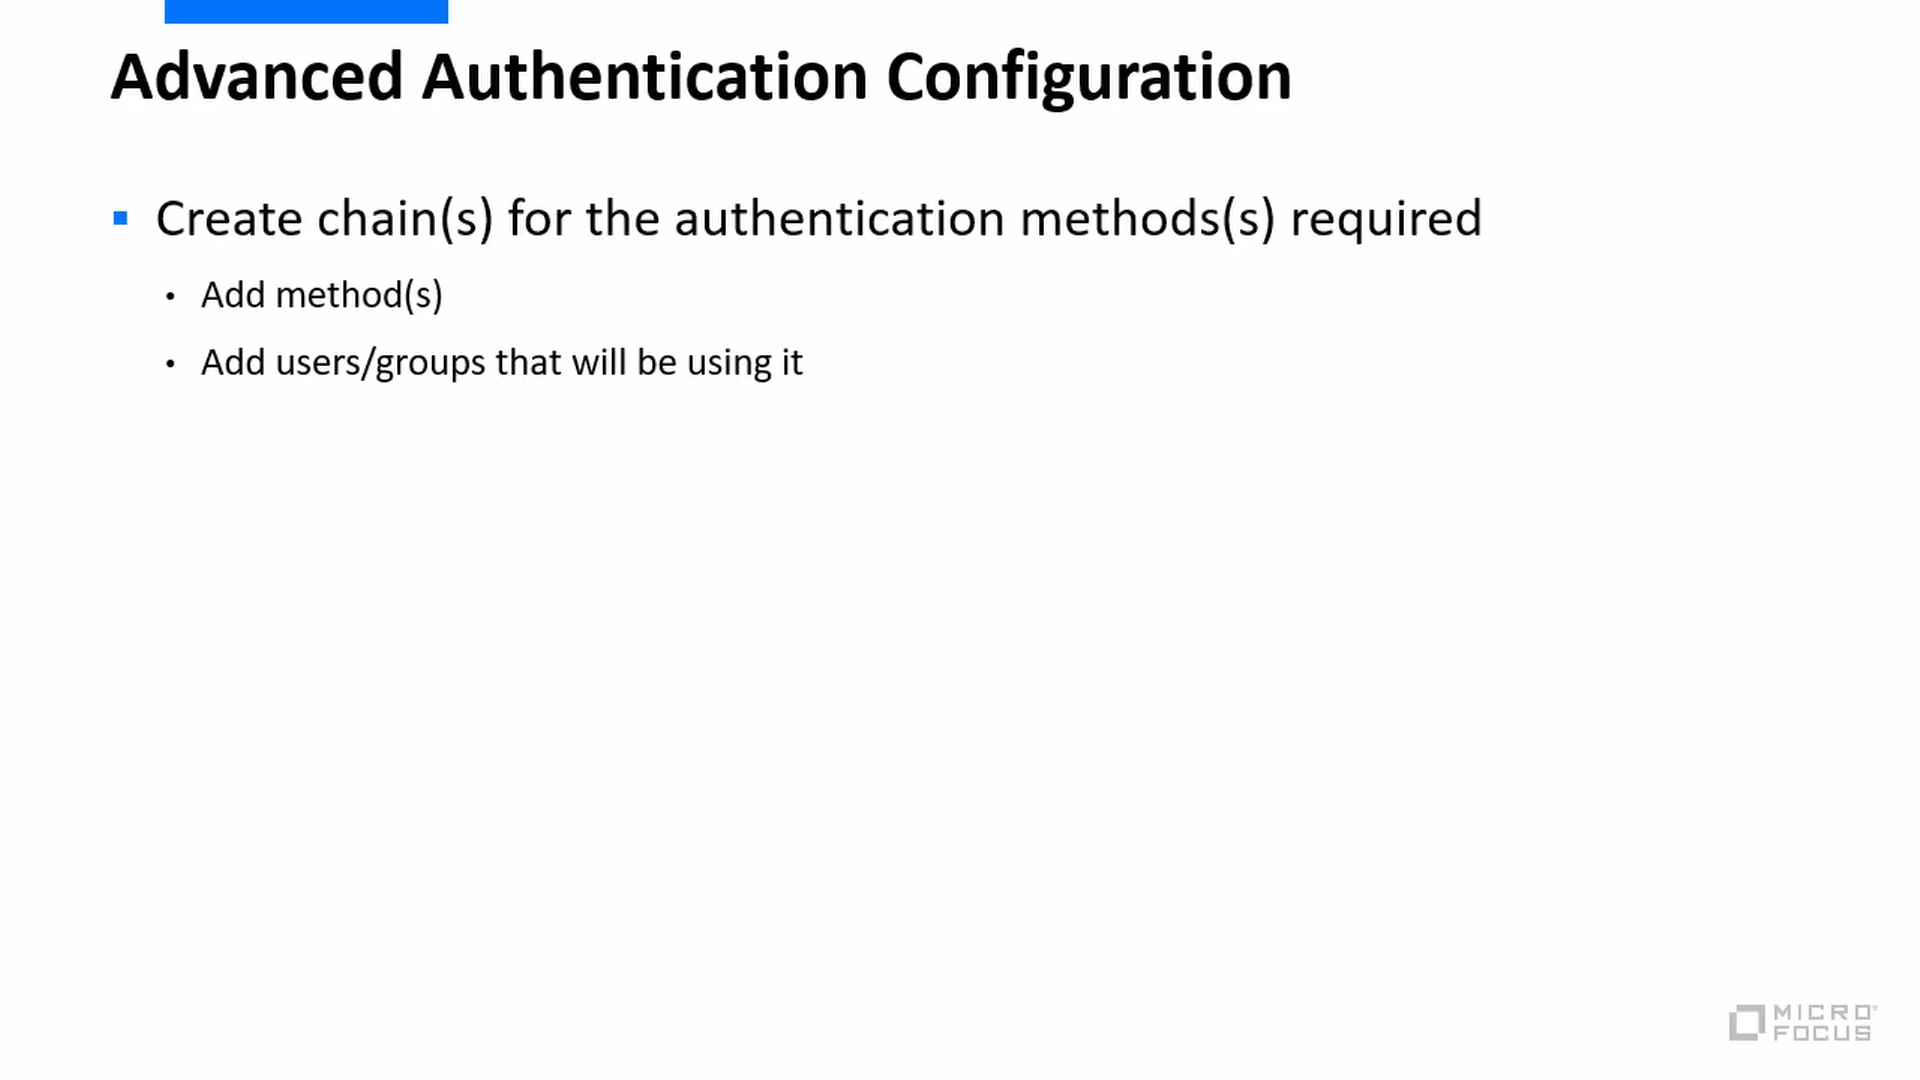 Advanced Authentication Configuration
▪ Create chain(s) for the authentication methods(s) required
• Add method(s)
• Add users/groups that will be using it
MICRO
FOCUS